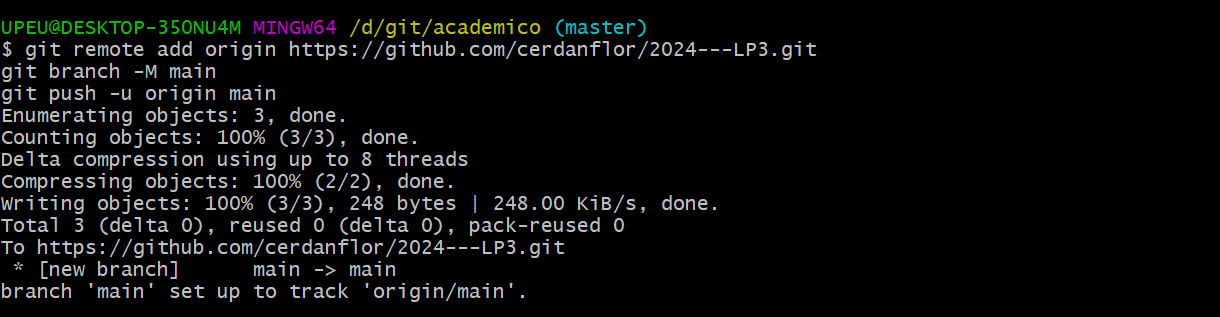 UPEU@DESKTOP-350NU4M MINGW64 /d/git/academico (master)
$ git remote add origin https://github.com/cerdanflor/2024---LP3.git
git branch -M main
git push -u origin main
Enumerating objects: 3, done.
Counting objects: 100% (3/3), done.
Delta compression using up to 8 threads
Compressing objects: 100% (2/2), done.
Writing objects: 100% (3/3), 248 bytes | 248.00 KiB/s, done.
Total 3 (delta 0), reused 0 (delta 0), pack-reused 0
To https://github.com/cerdanflor/2024---LP3.git
 * [new branch]      main -> main
branch 'main' set up to track 'origin/main'.